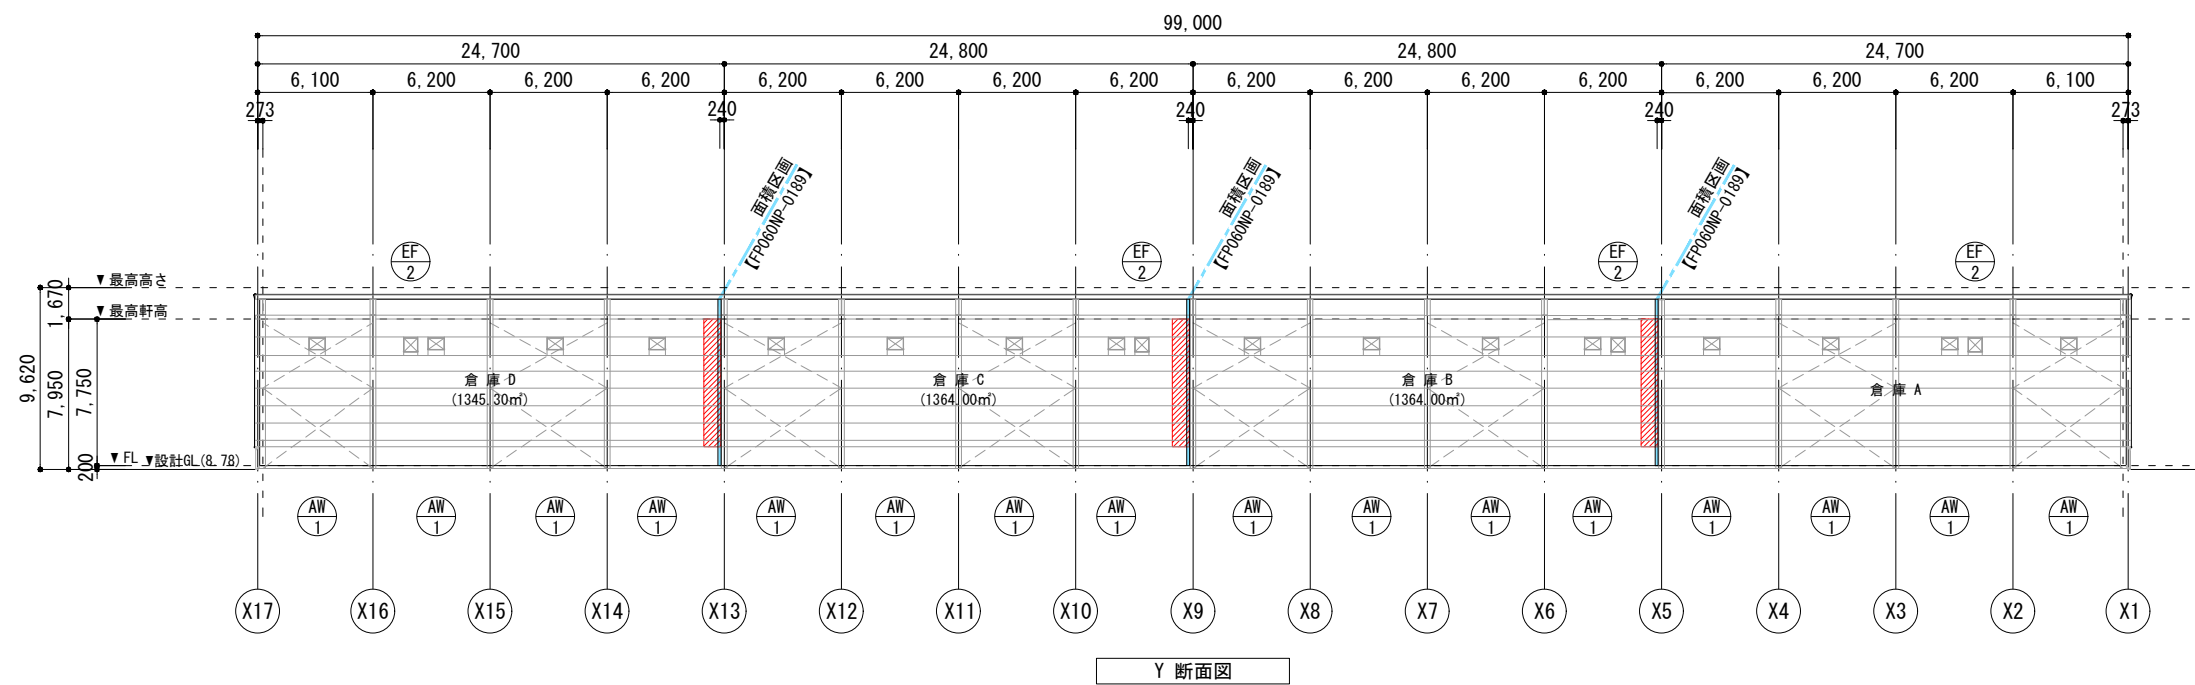 99,000
24,700 24,800 24,800 24,700
6,100 6,200 6,200 6,200 6,200 6,200 6,200 6,200 6,200 6,200 6,200 6,200 6,200 6,200 6,200 6,100
273 240 240 240 273
面積区画
【FP060NP-0189】
面積区画
【FP060NP-0189】
面積区画
【FP060NP-0189】
EF
2
EF
2
EF
2
EF
2
▼最高高さ
▼最高軒高
1,670
9,620
7,950
7,750
200
▼FL ▼設計GL(8.78)
倉 庫 D
(1345.30㎡)
倉 庫 C
(1364.00㎡)
倉 庫 B
(1364.00㎡)
倉 庫 A
AW AW AW AW AW AW AW AW AW AW AW AW AW AW AW AW
1 1 1 1 1 1 1 1 1 1 1 1 1 1 1 1
X17 X16 X15 X14 X13 X12 X11 X10 X9 X8 X7 X6 X5 X4 X3 X2 X1
Y 断面図